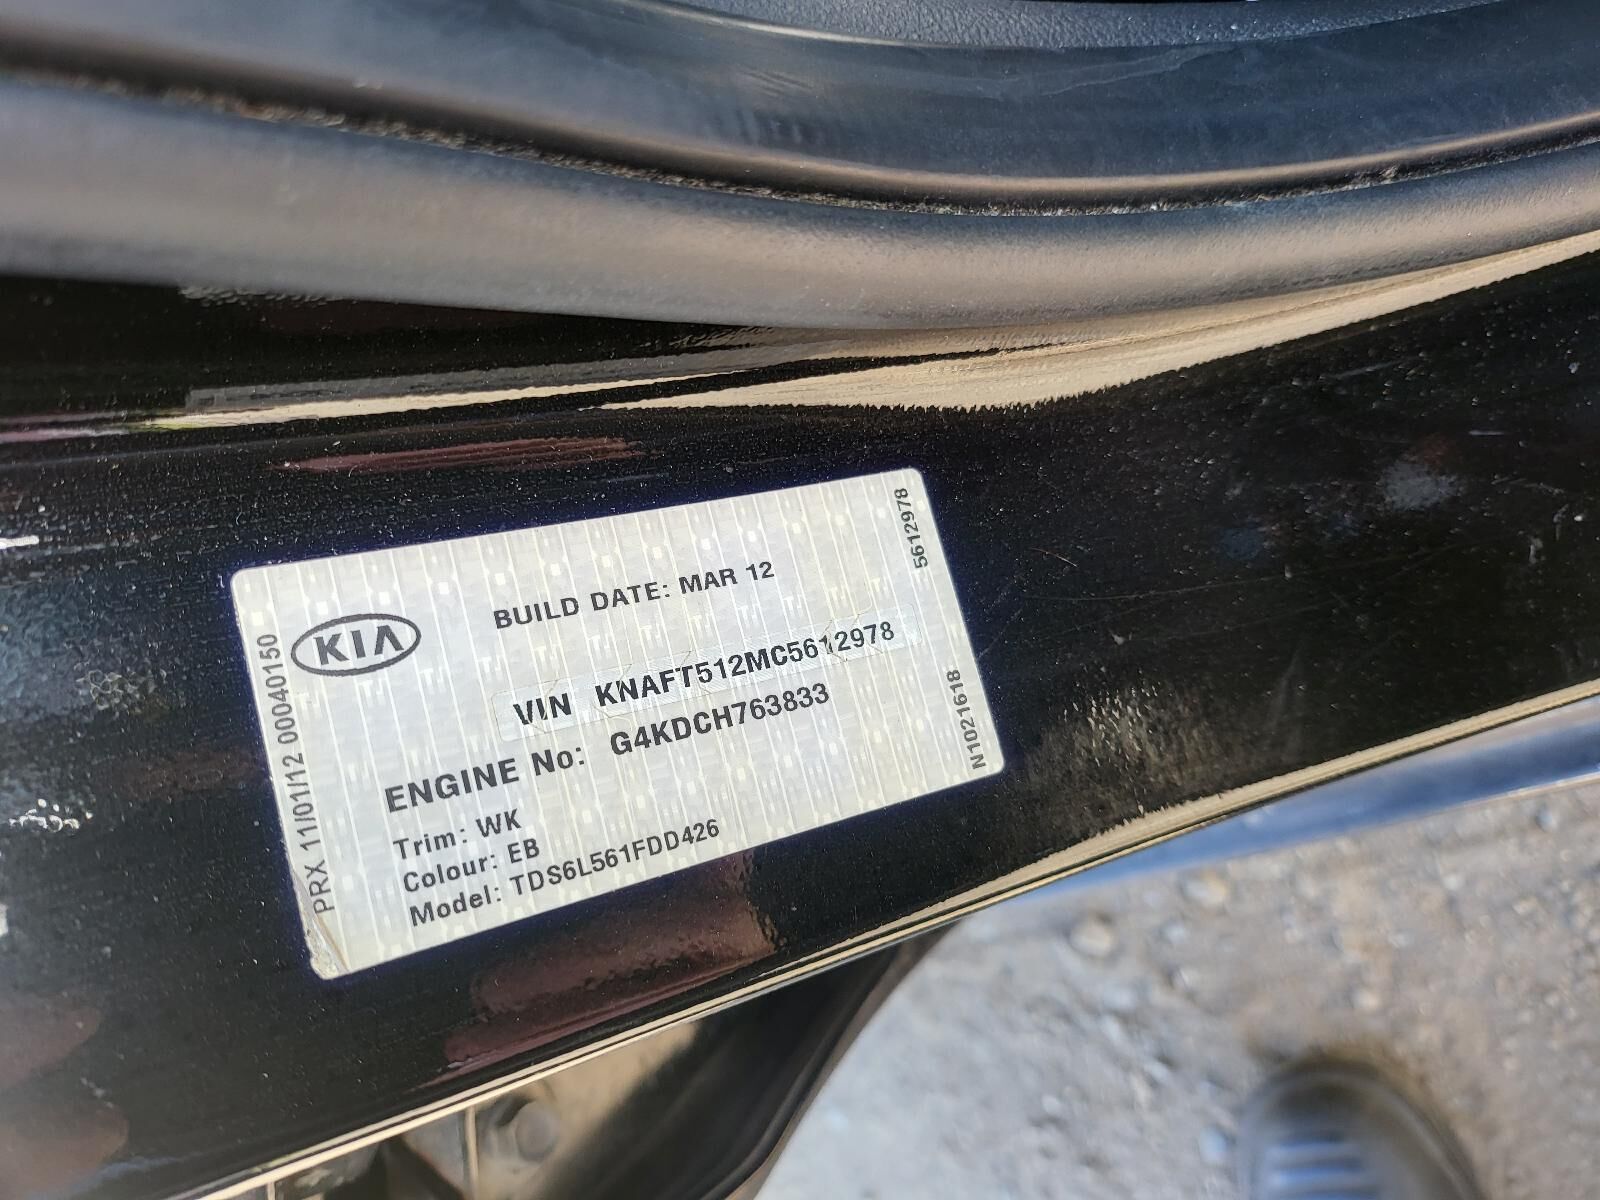 KIA
BUILD DATE: MAR 12
VIN KNAFT512MC5612978
ENGINE No: G4KDCH763833
Trim: WK
Colour: EB
Model: TDS6L561FDD426
PRX 11/01/12 00040150
5612978
N1021618